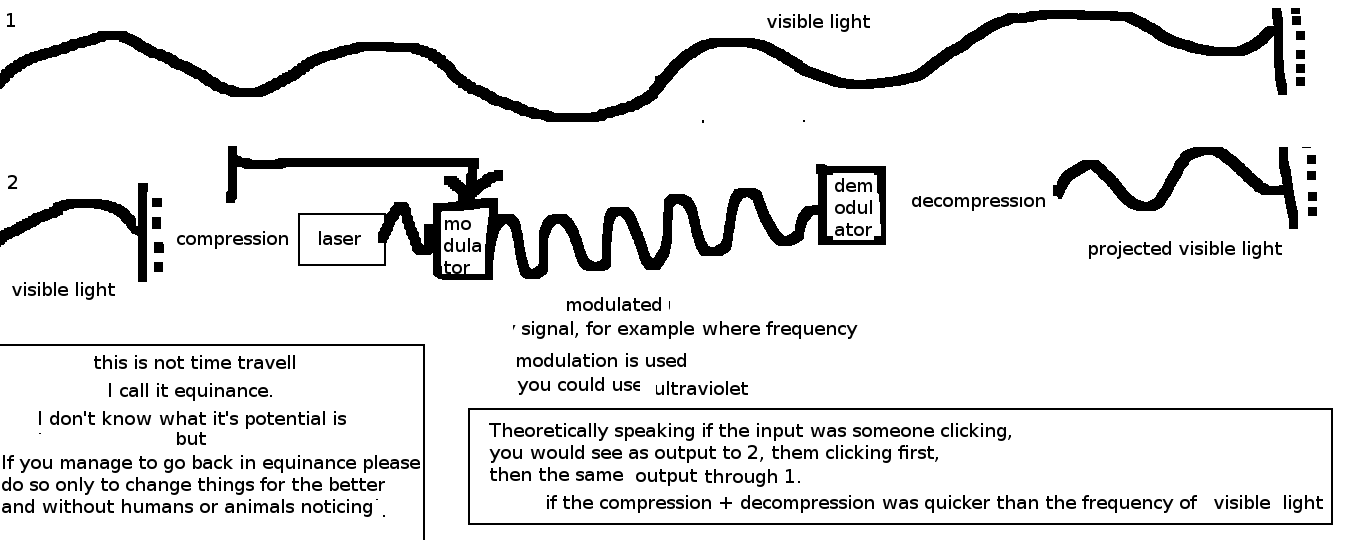 1
visible light
2
visible light
compression
laser
mo
dula
tor
dem
odul
ator
decompression
projected visible light
modulated
signal, for example where frequency
modulation is used
you could use ultraviolet
this is not time travell
I call it equinance.
I don't know what it's potential is
but
If you manage to go back in equinance please
do so only to change things for the better
and without humans or animals noticing .
Theoretically speaking if the input was someone clicking,
you would see as output to 2, them clicking first,
then the same output through 1.
if the compression + decompression was quicker than the frequency of visible light